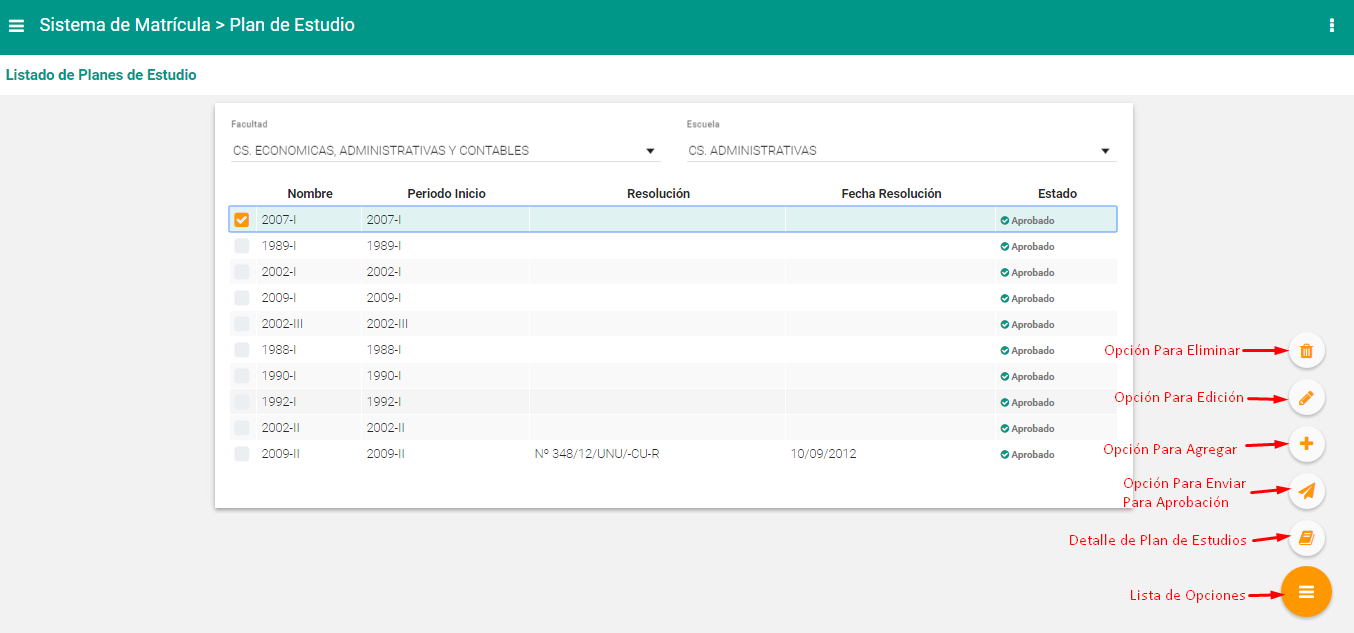 Sistema de Matrícula > Plan de Estudio
Listado de Planes de Estudio
Facultad Escuela
CS. ECONOMICAS, ADMINISTRATIVAS Y CONTABLES CS. ADMINISTRATIVAS
Nombre Periodo Inicio Resolución Fecha Resolución Estado
2007-I 2007-I Aprobado
1989-I 1989-I Aprobado
2002-I 2002-I Aprobado
2009-I 2009-I Aprobado
2002-III 2002-III Aprobado
1988-I 1988-I Aprobado
1990-I 1990-I Aprobado
1992-I 1992-I Aprobado
2002-II 2002-II Aprobado
2009-II 2009-II Nº 348/12/UNU/-CU-R 10/09/2012 Aprobado
Opción Para Eliminar
Opción Para Edición
Opción Para Agregar
Opción Para Enviar
Para Aprobación
Detalle de Plan de Estudios
Lista de Opciones